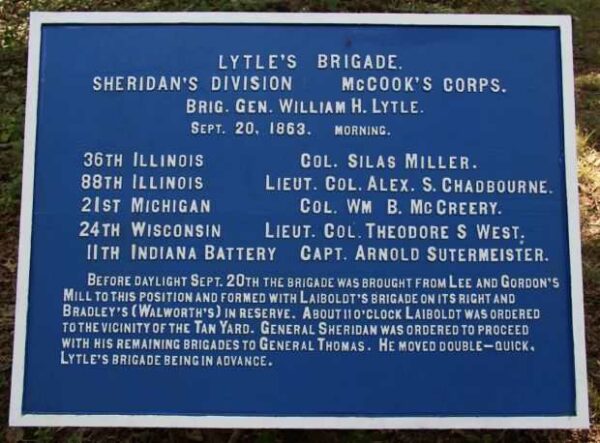 LYTLE'S BRIGADE.
SHERIDAN'S DIVISION McCOOK'S CORPS.
BRIG. GEN. WILLIAM H. LYTLE.
SEPT. 20, 1863. MORNING.
36TH ILLINOIS COL. SILAS MILLER.
88TH ILLINOIS LIEUT. COL. ALEX. S. CHADBOURNE.
21ST MICHIGAN COL. WM B. McCREERY.
24TH WISCONSIN LIEUT. COL. THEODORE S WEST.
11TH INDIANA BATTERY CAPT. ARNOLD SUTERMEISTER.
BEFORE DAYLIGHT SEPT. 20TH THE BRIGADE WAS BROUGHT FROM LEE AND GORDON'S
MILL TO THIS POSITION AND FORMED WITH LAIBOLDT'S BRIGADE ON ITS RIGHT AND
BRADLEY'S (WALWORTH'S) IN RESERVE. ABOUT 11 O'CLOCK LAIBOLDT WAS ORDERED
TO THE VICINITY OF THE TAN YARD. GENERAL SHERIDAN WAS ORDERED TO PROCEED
WITH HIS REMAINING BRIGADES TO GENERAL THOMAS. HE MOVED DOUBLE-QUICK,
LYTLE'S BRIGADE BEING IN ADVANCE.